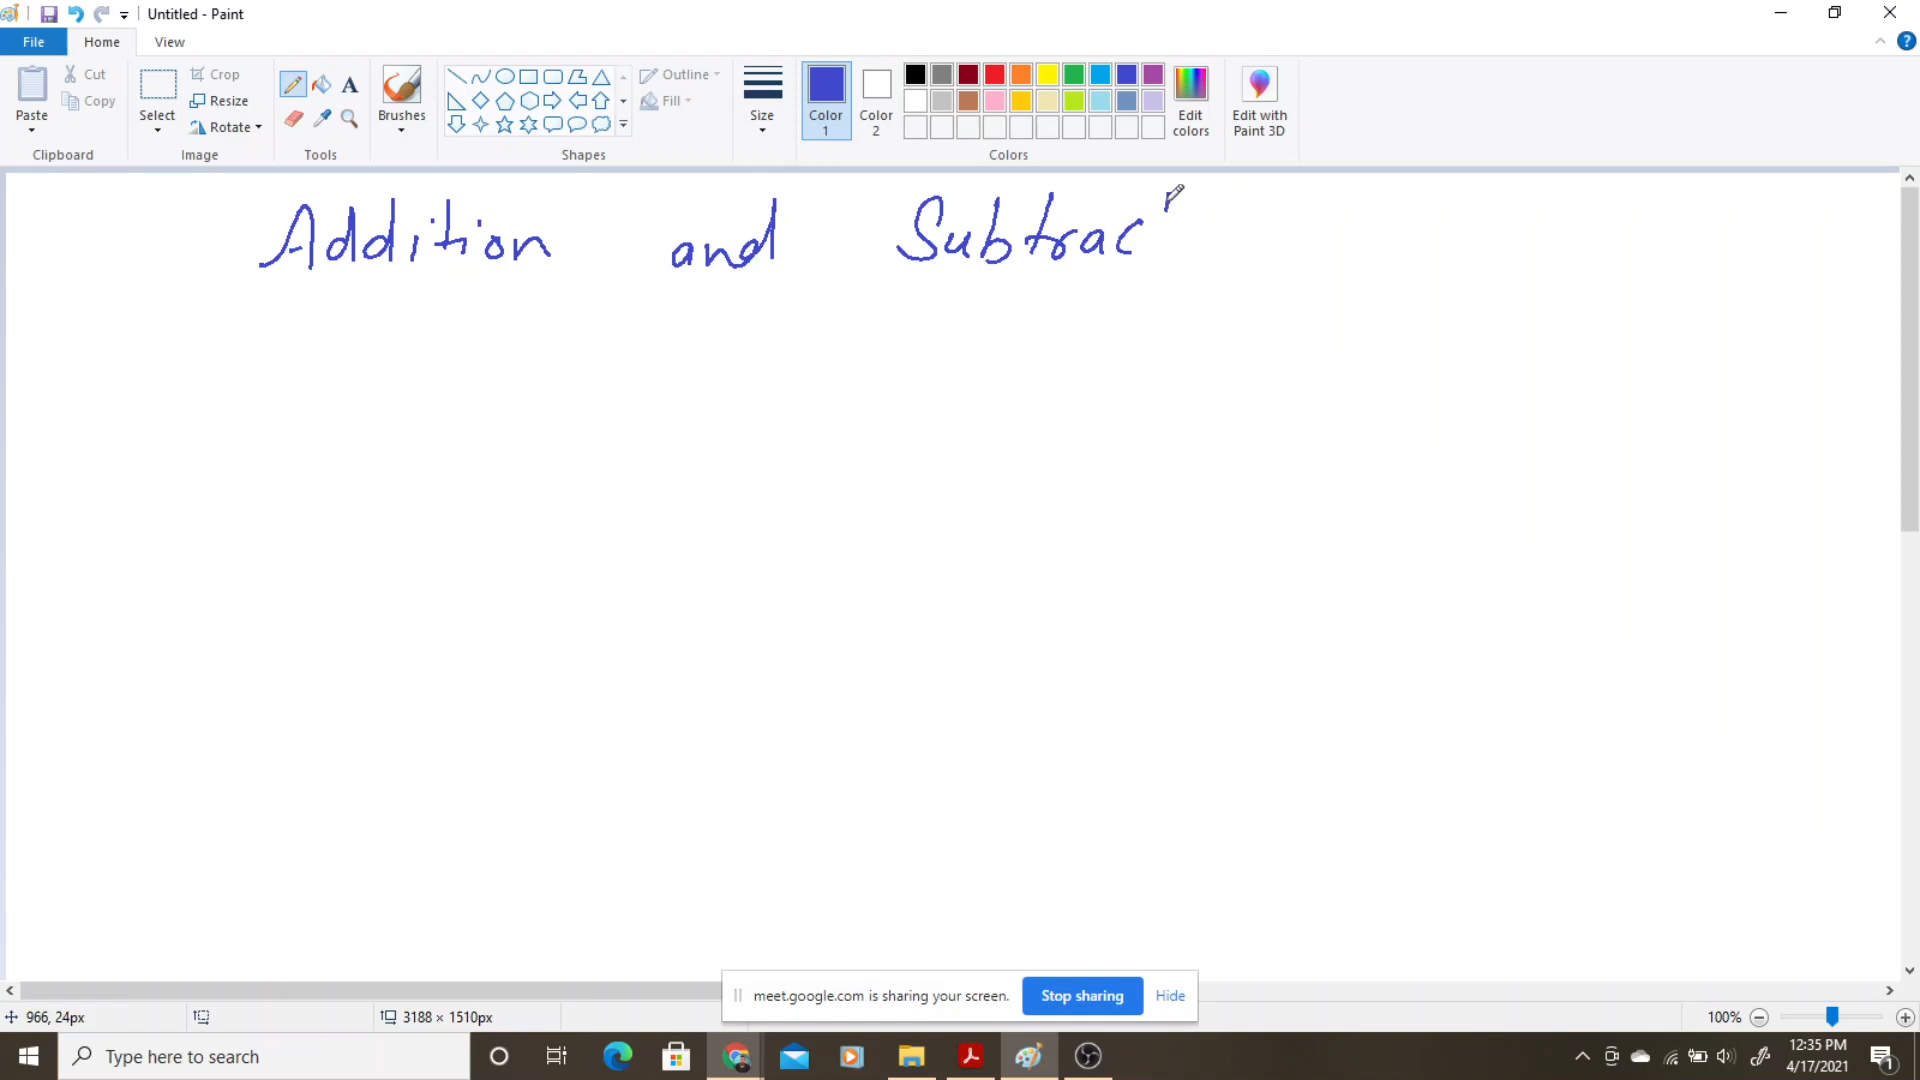 Untitled - Paint
File Home View
Paste Cut Copy Select Crop Resize Rotate Brushes Outline Fill Size Color 1 Color 2 Edit colors Edit with Paint 3D
Clipboard Image Tools Shapes Colors
Addition and Subtrac
meet.google.com is sharing your screen. Stop sharing Hide
966, 24px 3188 × 1510px 100%
Type here to search 12:35 PM
4/17/2021 1